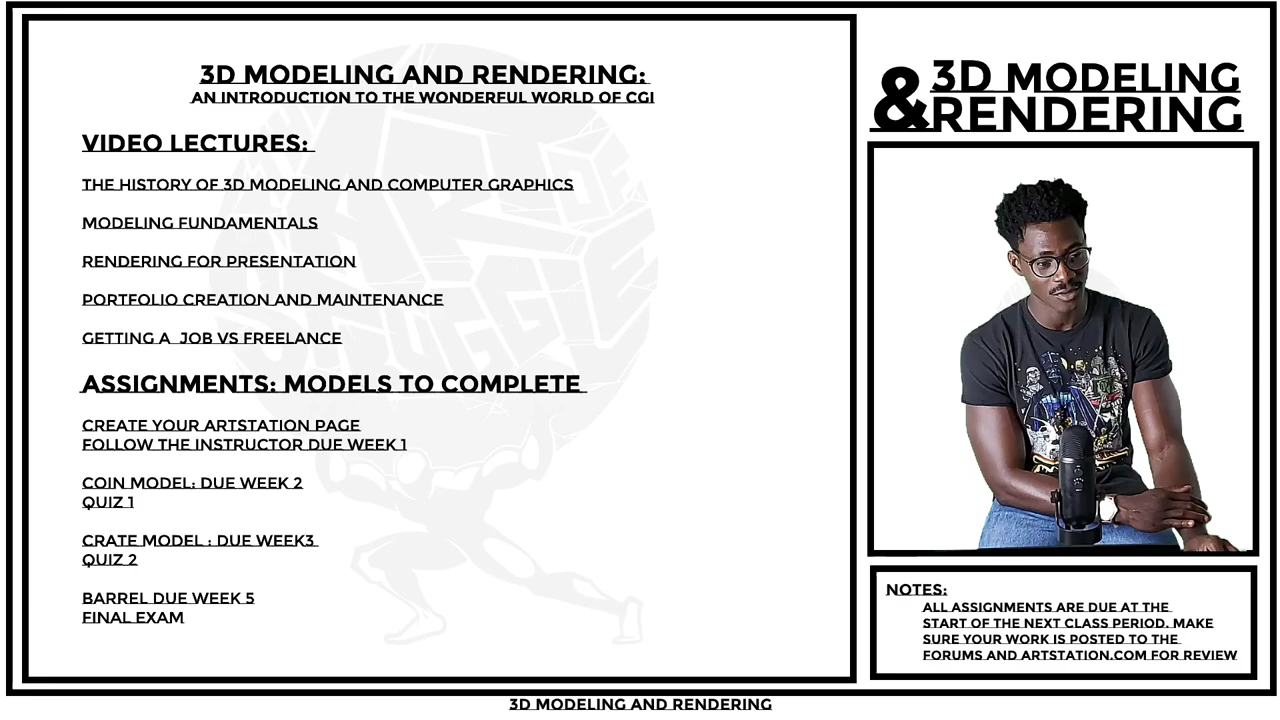 3D MODELING AND RENDERING:
AN INTRODUCTION TO THE WONDERFUL WORLD OF CGI
VIDEO LECTURES:
THE HISTORY OF 3D MODELING AND COMPUTER GRAPHICS
MODELING FUNDAMENTALS
RENDERING FOR PRESENTATION
PORTFOLIO CREATION AND MAINTENANCE
GETTING A  JOB VS FREELANCE
ASSIGNMENTS: MODELS TO COMPLETE
CREATE YOUR ARTSTATION PAGE
FOLLOW THE INSTRUCTOR DUE WEEK 1
COIN MODEL: DUE WEEK 2
QUIZ 1
CRATE MODEL : DUE WEEK3
QUIZ 2
BARREL DUE WEEK 5
FINAL EXAM
3D MODELING
&RENDERING
NOTES:
ALL ASSIGNMENTS ARE DUE AT THE
START OF THE NEXT CLASS PERIOD. MAKE
SURE YOUR WORK IS POSTED TO THE
FORUMS AND ARTSTATION.COM FOR REVIEW
3D MODELING AND RENDERING